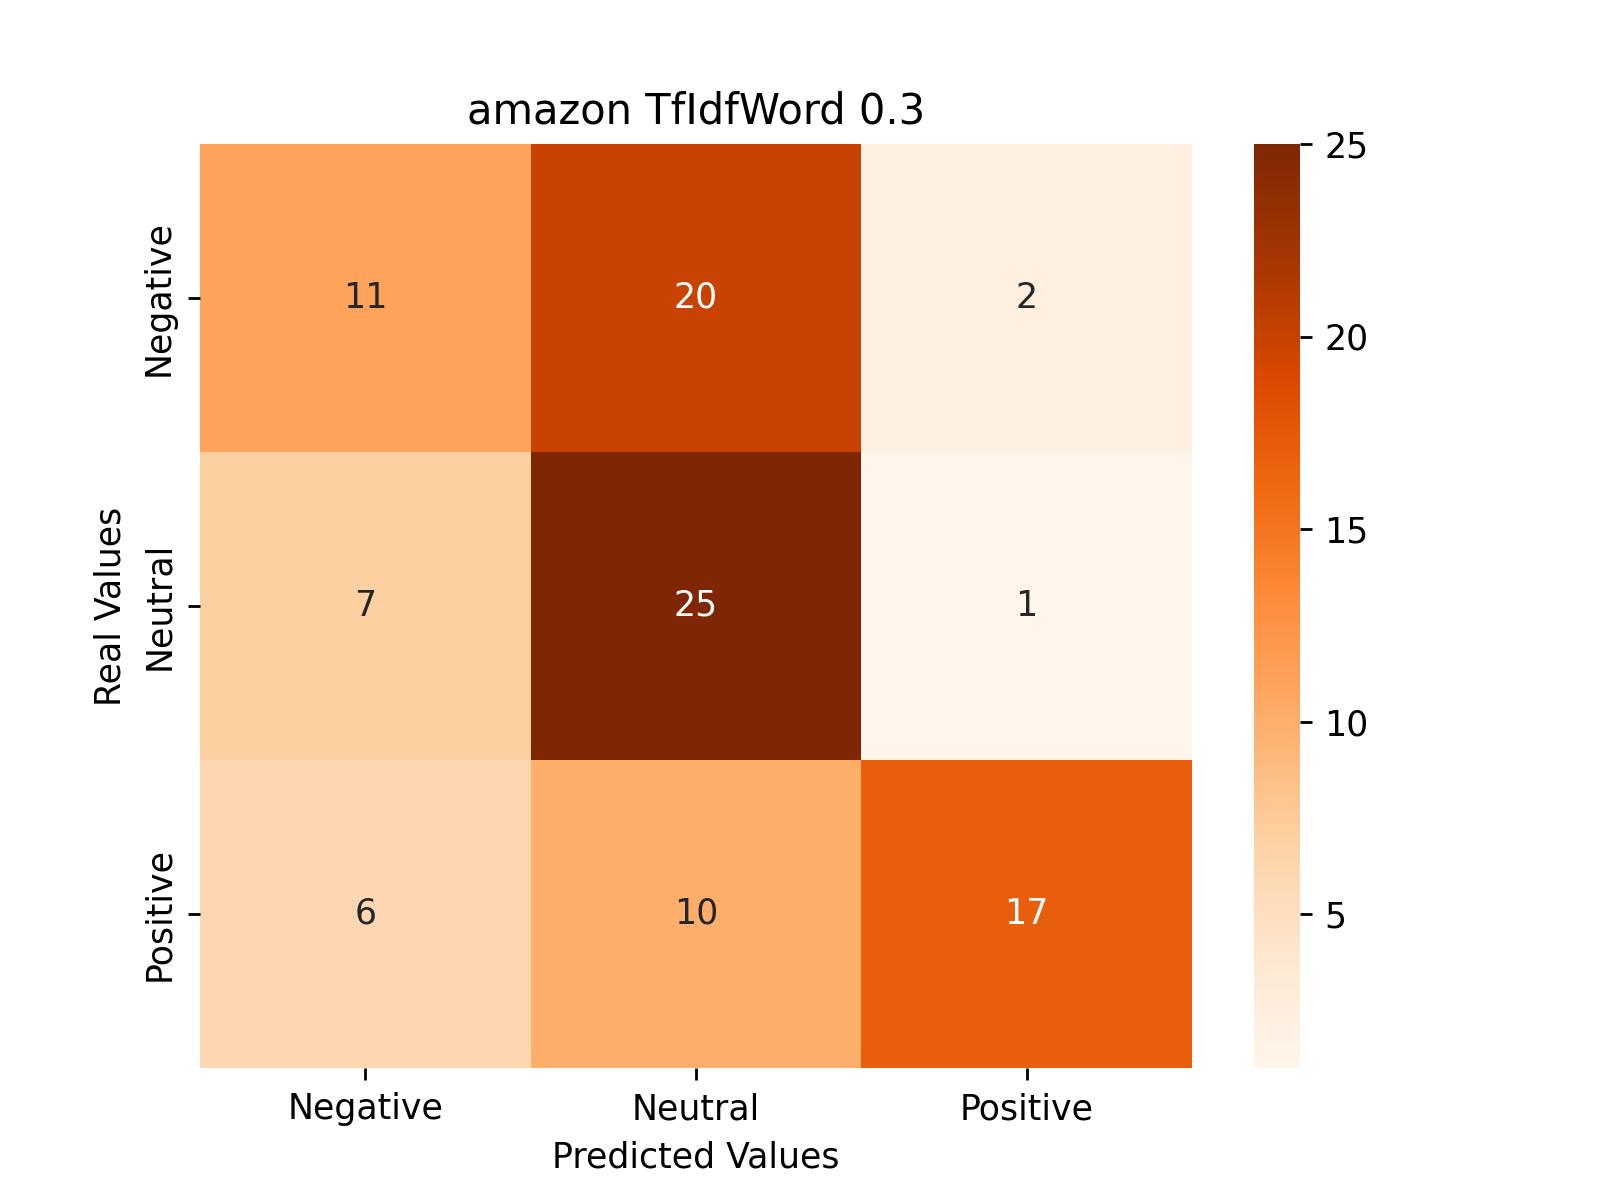 amazon TfIdfWord 0.3
Real Values
Negative
11
20
2
Neutral
7
25
1
Positive
6
10
17
Negative
Neutral
Positive
Predicted Values
25
20
15
10
5